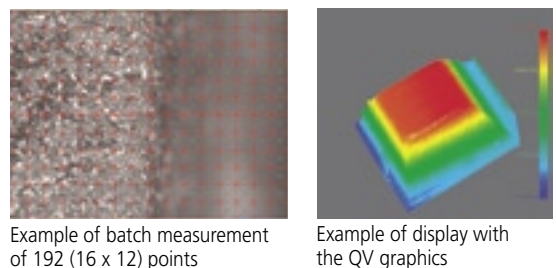 Example of batch measurement
of 192 (16 x 12) points
Example of display with
the QV graphics